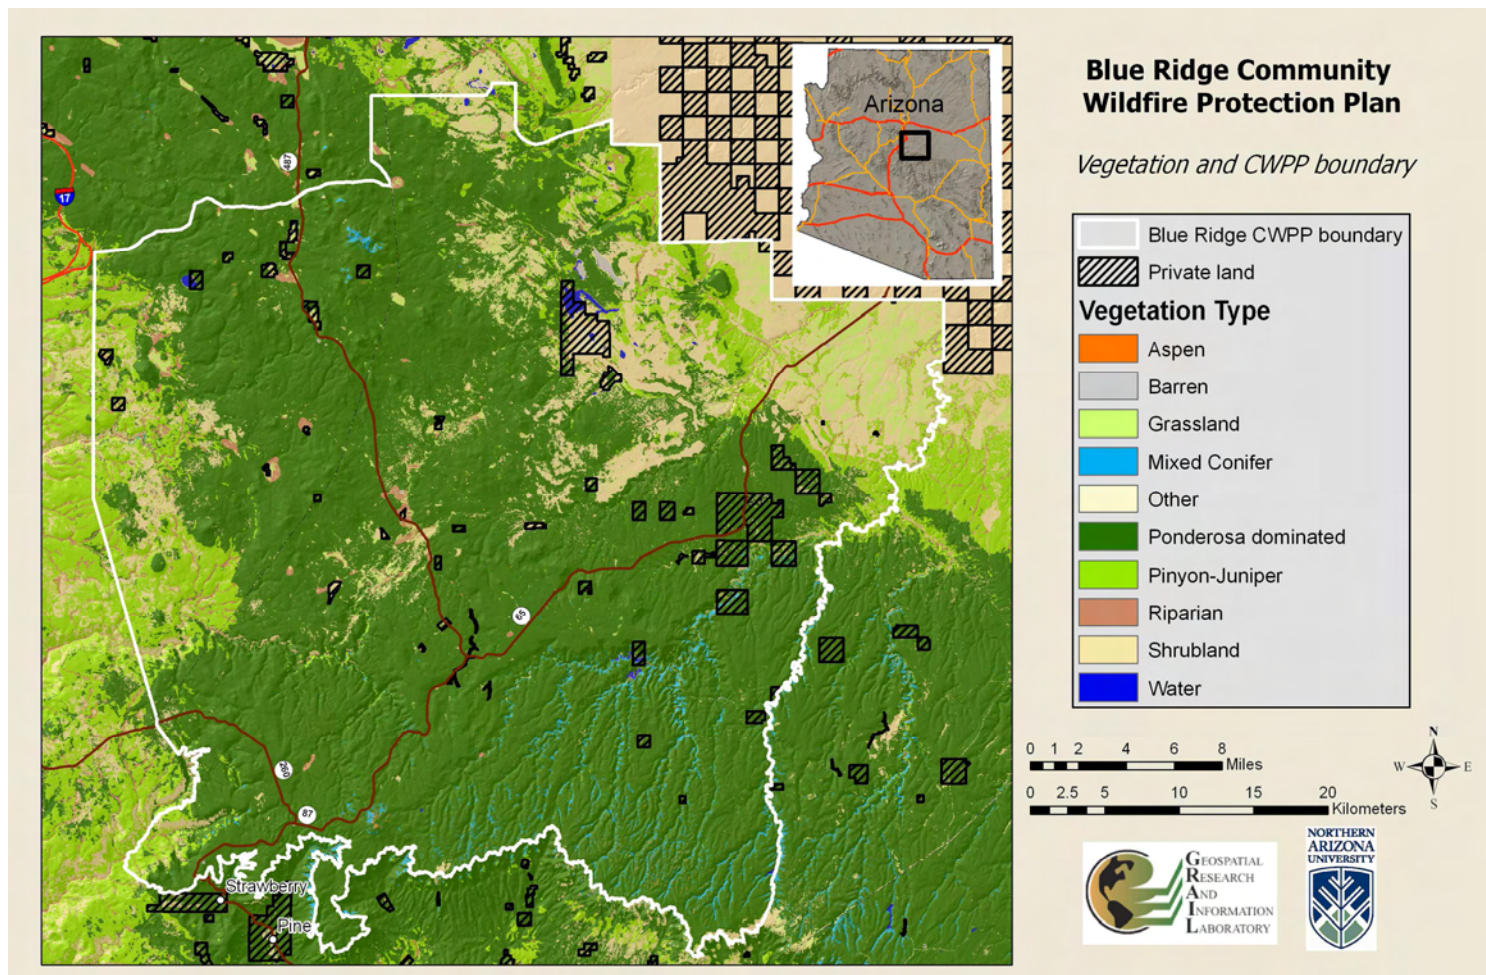 Blue Ridge Community
Wildfire Protection Plan
Vegetation and CWPP boundary
Arizona
487
17
65
260
87
Strawberry
Pine
Blue Ridge CWPP boundary
Private land
Vegetation Type
Aspen
Barren
Grassland
Mixed Conifer
Other
Ponderosa dominated
Pinyon-Juniper
Riparian
Shrubland
Water
0 1 2 4 6 8
Miles
0 2.5 5 10 15 20
Kilometers
N
W E
S
GEOSPATIAL
RESEARCH
AND
INFORMATION
LABORATORY
NORTHERN
ARIZONA
UNIVERSITY